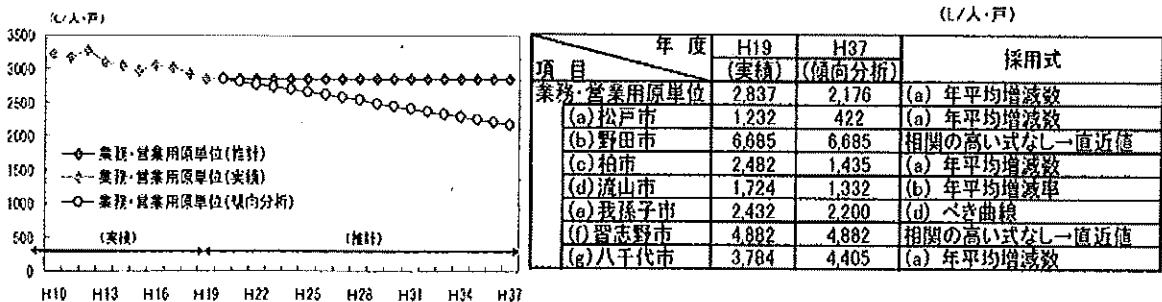 (L/人・戸)
3500
3000
2500
2000
1500
1000
500
0
業務・営業用原単位(推計)
業務・営業用原単位(実績)
業務・営業用原単位(傾向分析)
(実績)
(推計)
H10 H13 H16 H19 H22 H25 H28 H31 H34 H37
(L/人・戸)
年 度 H19 H37 採用式
項 目 (実績) (傾向分析)
業務・営業用原単位 2,837 2,176 (a) 年平均増減数
(a)松戸市 1,232 422 (a) 年平均増減数
(b)野田市 6,685 6,685 相関の高い式なし→直近値
(c)柏市 2,482 1,435 (a) 年平均増減数
(d)流山市 1,724 1,332 (b) 年平均増減率
(e)我孫子市 2,432 2,200 (d) べき曲線
(f)習志野市 4,882 4,882 相関の高い式なし→直近値
(g)八千代市 3,784 4,405 (a) 年平均増減数